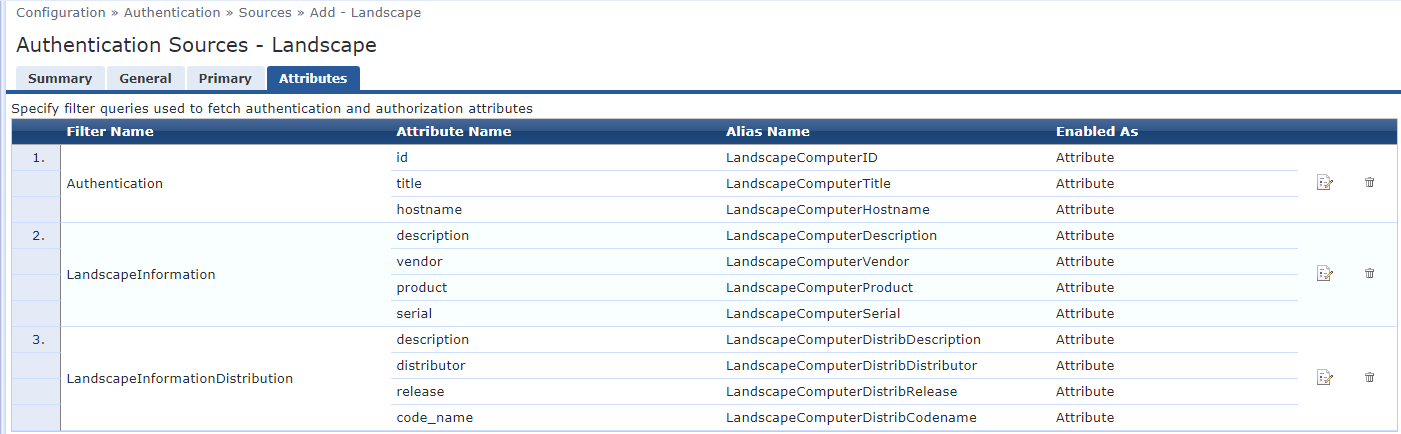 Configuration » Authentication » Sources » Add - Landscape
Authentication Sources - Landscape
Summary General Primary Attributes
Specify filter queries used to fetch authentication and authorization attributes
Filter Name Attribute Name Alias Name Enabled As
1. Authentication id LandscapeComputerID Attribute
title LandscapeComputerTitle Attribute
hostname LandscapeComputerHostname Attribute
2. LandscapeInformation description LandscapeComputerDescription Attribute
vendor LandscapeComputerVendor Attribute
product LandscapeComputerProduct Attribute
serial LandscapeComputerSerial Attribute
3. LandscapeInformationDistribution description LandscapeComputerDistribDescription Attribute
distributor LandscapeComputerDistribDistributor Attribute
release LandscapeComputerDistribRelease Attribute
code_name LandscapeComputerDistribCodename Attribute